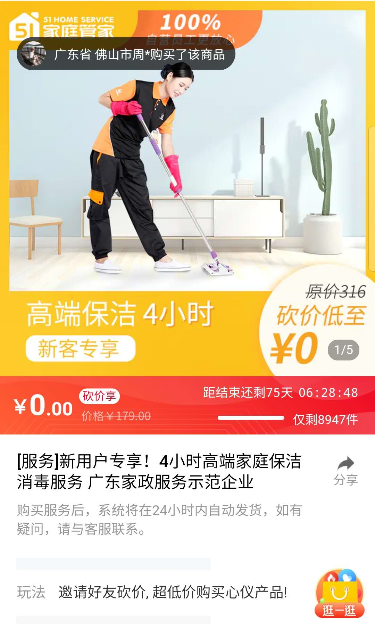 51 HOME SERVICE
家庭管家
100%
自营员工更放心
广东省 佛山市周*购买了该商品
原价316
高端保洁 4小时
砍价低至
新客专享
¥0
1/5
¥0.00
砍价享
价格￥179.00
距结束还剩75天 06:28:48
仅剩8947件
[服务]新用户专享！4小时高端家庭保洁
消毒服务 广东家政服务示范企业
分享
购买服务后，系统将在24小时内自动发货，如有
疑问，请与客服联系。
玩法 邀请好友砍价, 超低价购买心仪产品!
逛一逛